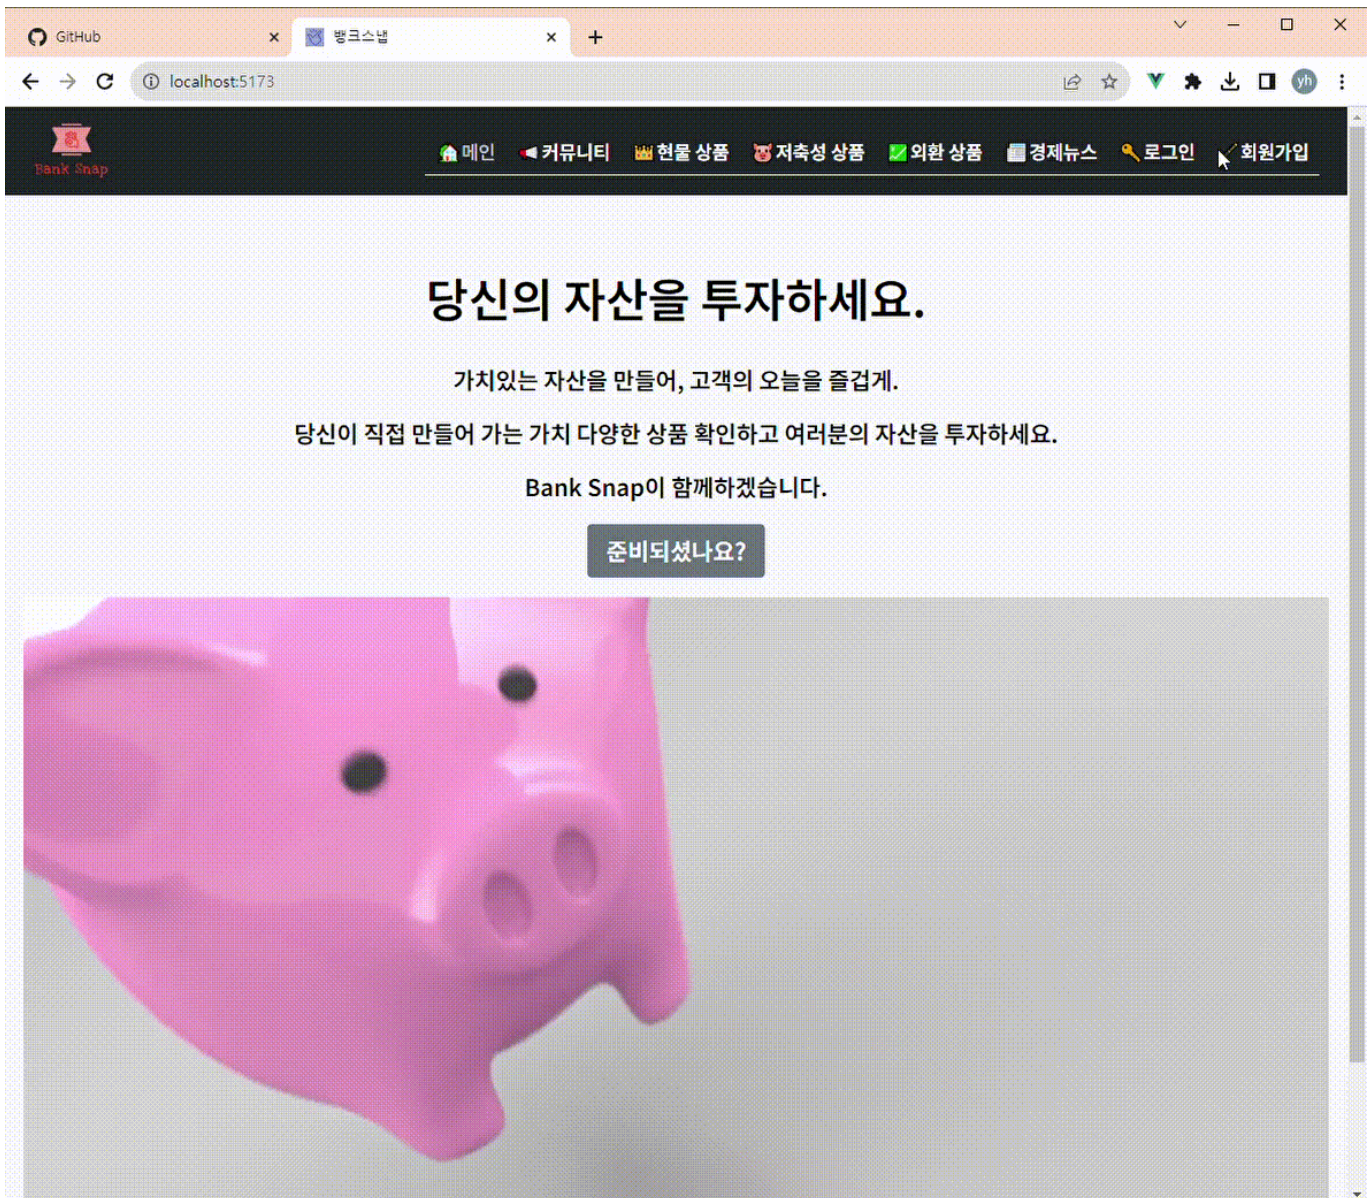 GitHub
뱅크스냅
localhost:5173
yh
Bank Snap
메인 커뮤니티 현물 상품 저축성 상품 외환 상품 경제뉴스 로그인 회원가입
당신의 자산을 투자하세요.
가치있는 자산을 만들어, 고객의 오늘을 즐겁게.
당신이 직접 만들어 가는 가치 다양한 상품 확인하고 여러분의 자산을 투자하세요.
Bank Snap이 함께하겠습니다.
준비되셨나요?